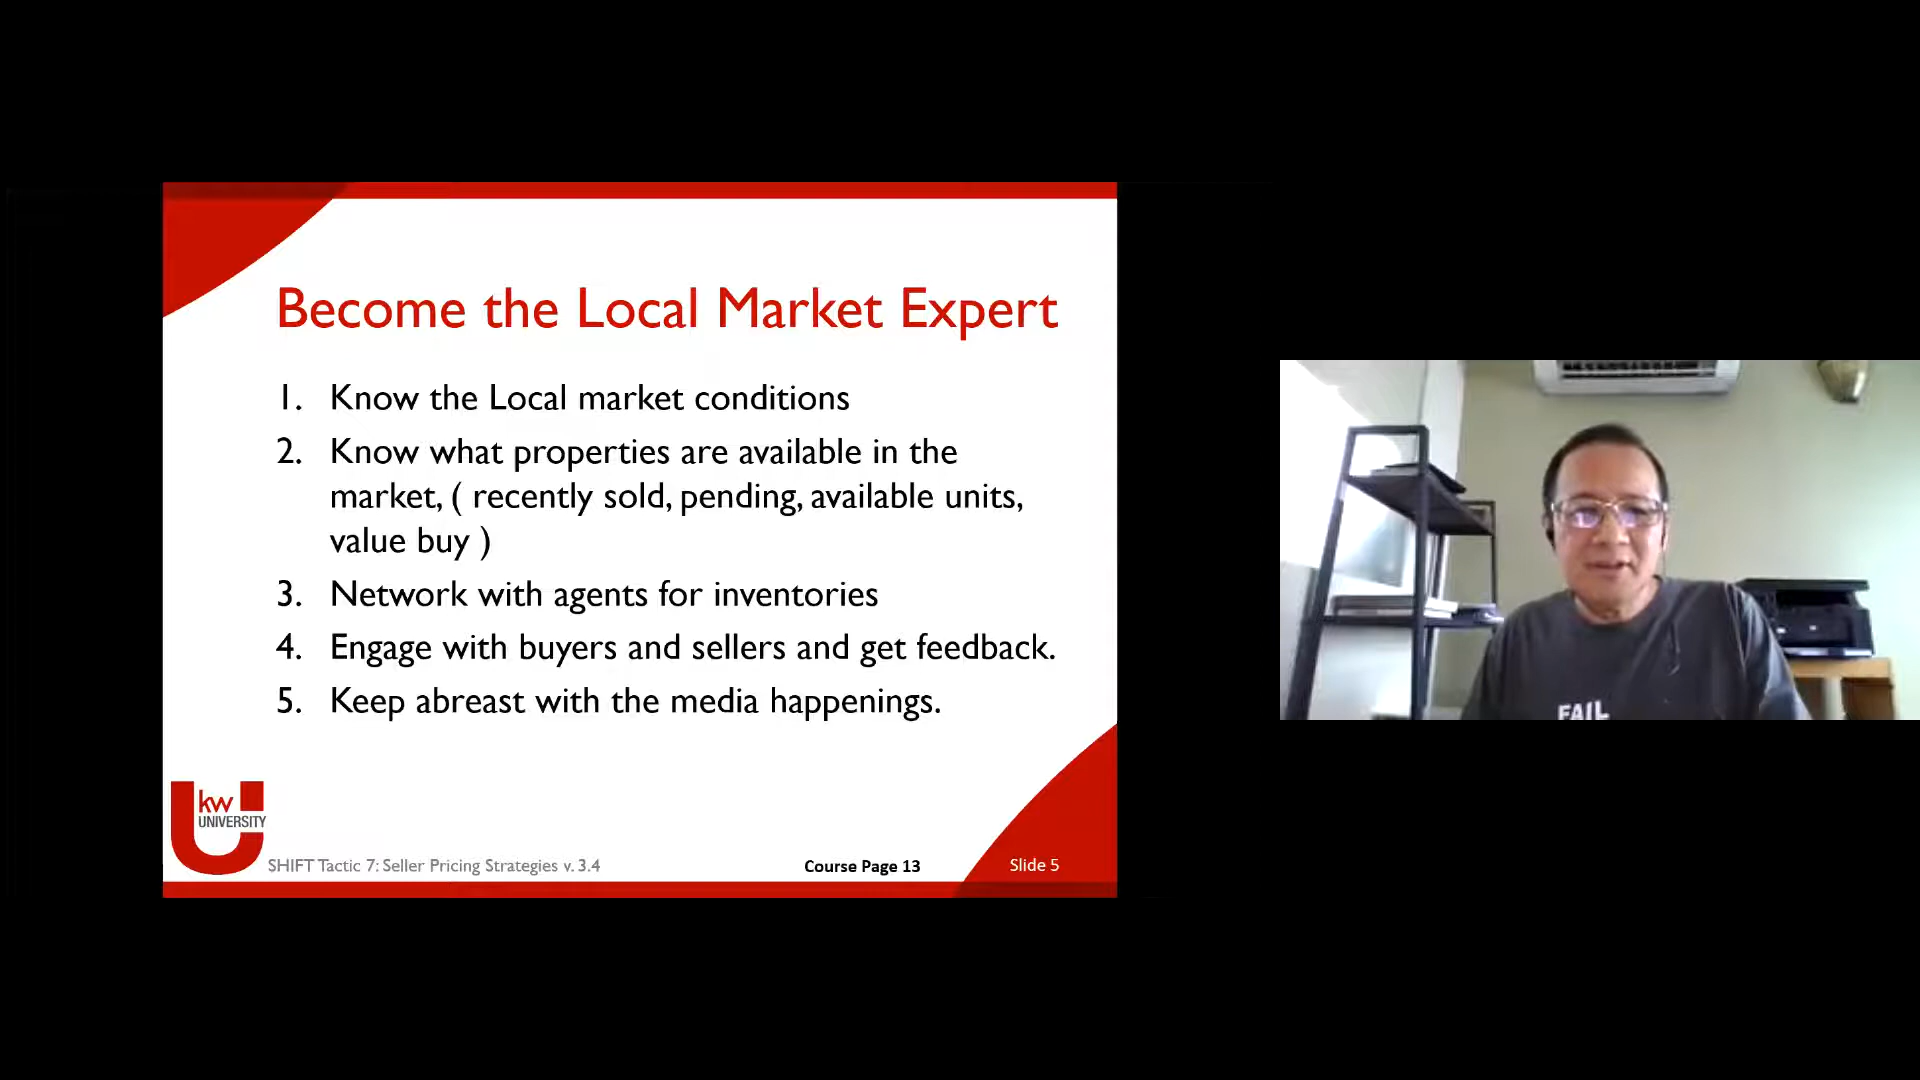 Become the Local Market Expert
1. Know the Local market conditions
2. Know what properties are available in the
market, ( recently sold, pending, available units,
value buy )
3. Network with agents for inventories
4. Engage with buyers and sellers and get feedback.
5. Keep abreast with the media happenings.
kw
UNIVERSITY
SHIFT Tactic 7: Seller Pricing Strategies v. 3.4
Course Page 13
Slide 5
FAIL